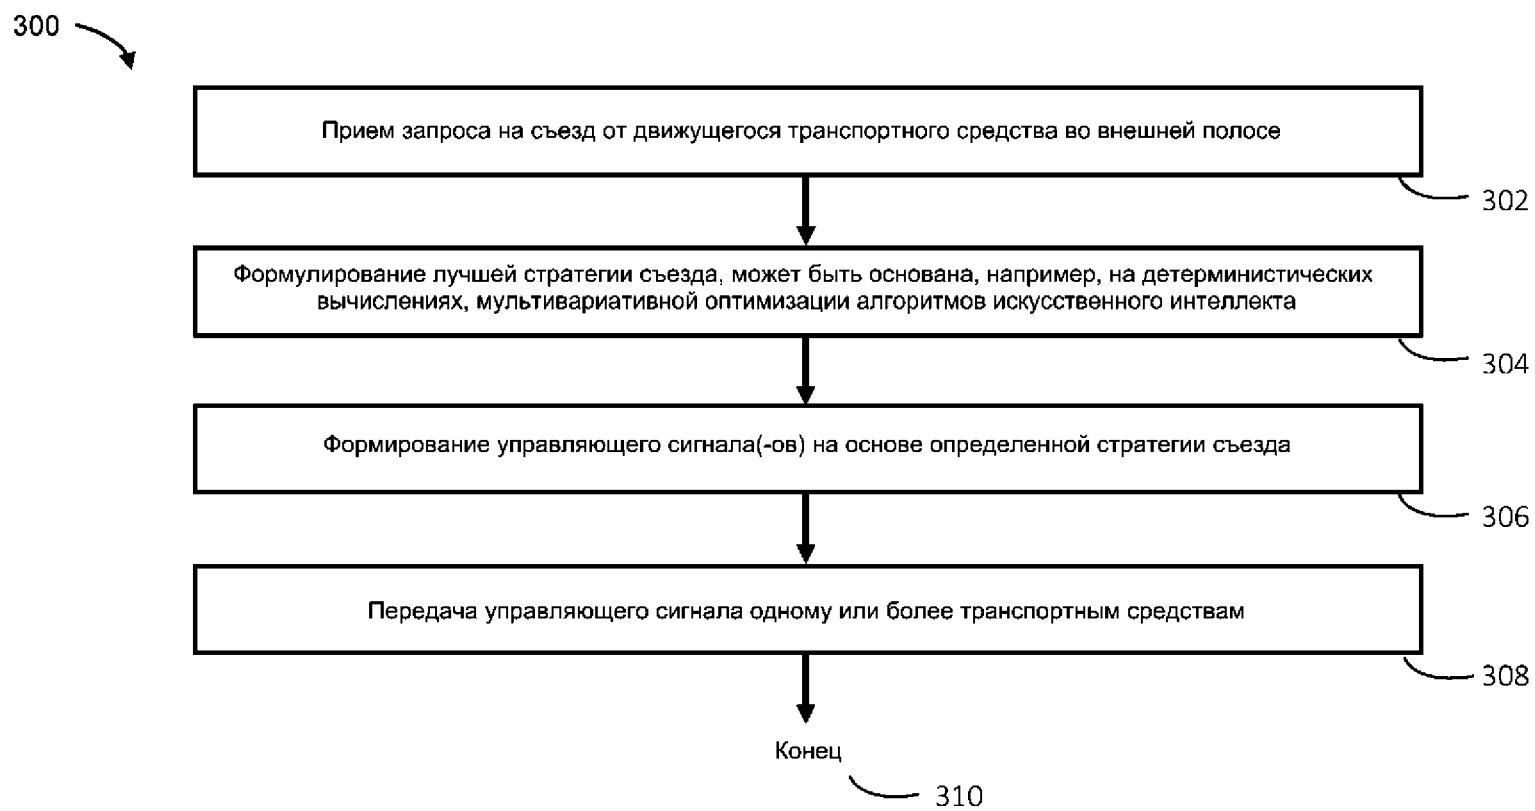 300
Прием запроса на съезд от движущегося транспортного средства во внешней полосе
302
Формулирование лучшей стратегии съезда, может быть основана, например, на детерминистических
вычислениях, мультивариативной оптимизации алгоритмов искусственного интеллекта
304
Формирование управляющего сигнала(-ов) на основе определенной стратегии съезда
306
Передача управляющего сигнала одному или более транспортным средствам
308
Конец
310